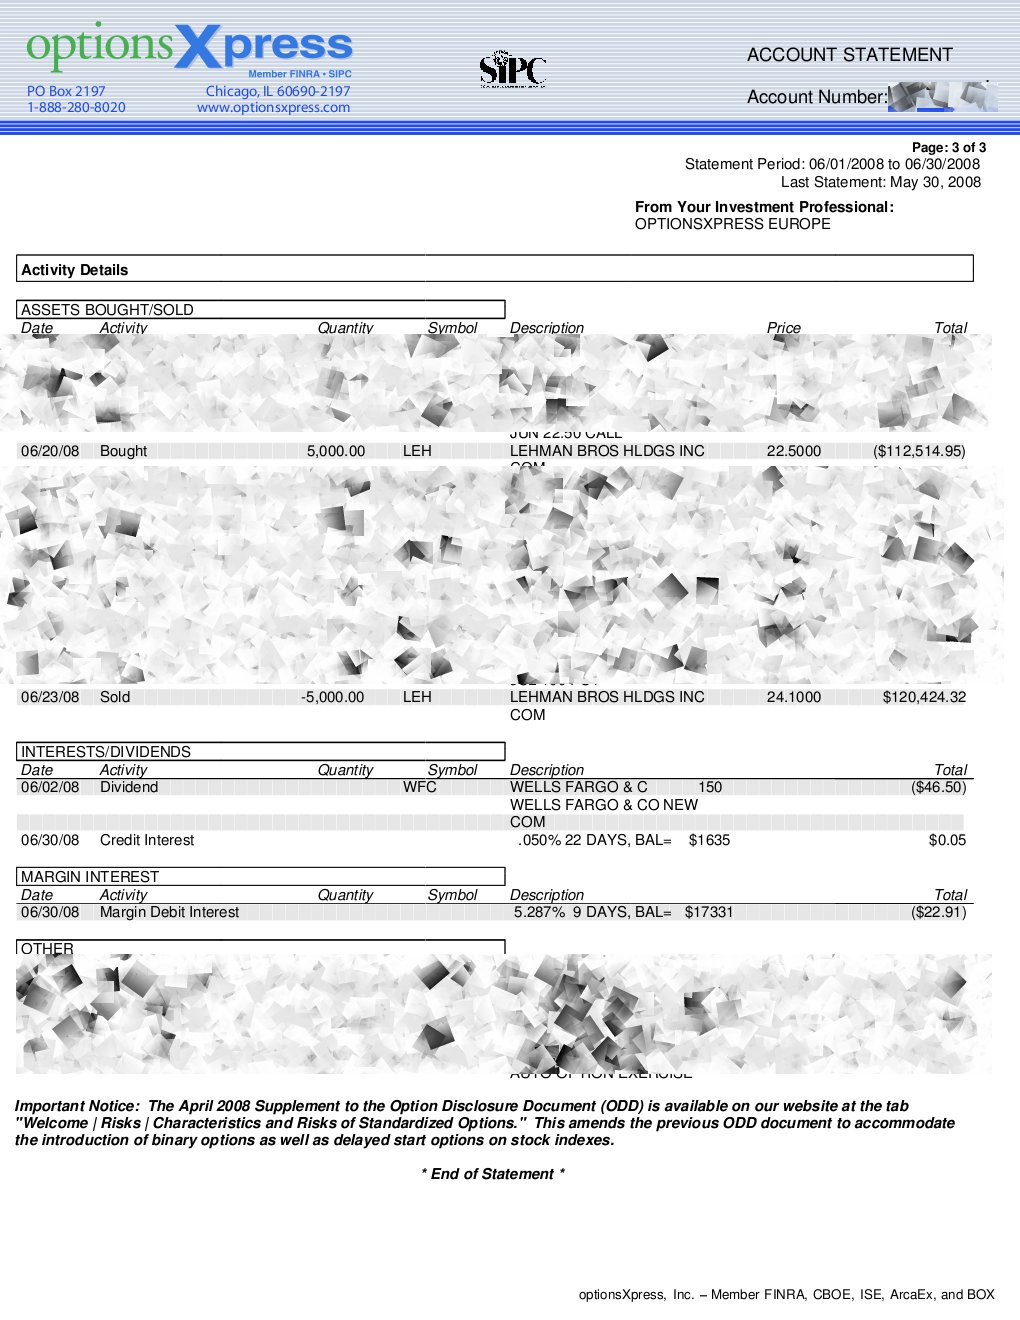 optionsXpress
Member FINRA • SIPC
PO Box 2197 Chicago, IL 60690-2197
1-888-280-8020 www.optionsxpress.com
SIPC
ACCOUNT STATEMENT
Account Number:
Page: 3 of 3
Statement Period: 06/01/2008 to 06/30/2008
Last Statement: May 30, 2008
From Your Investment Professional:
OPTIONSXPRESS EUROPE
Activity Details
ASSETS BOUGHT/SOLD
Date Activity Quantity Symbol Description Price Total
JUN 22.50 CALL
06/20/08 Bought 5,000.00 LEH LEHMAN BROS HLDGS INC 22.5000 ($112,514.95)
COM
06/23/08 Sold -5,000.00 LEH LEHMAN BROS HLDGS INC 24.1000 $120,424.32
COM
INTERESTS/DIVIDENDS
Date Activity Quantity Symbol Description Total
06/02/08 Dividend WFC WELLS FARGO & C 150 ($46.50)
WELLS FARGO & CO NEW
COM
06/30/08 Credit Interest .050% 22 DAYS, BAL= $1635 $0.05
MARGIN INTEREST
Date Activity Quantity Symbol Description Total
06/30/08 Margin Debit Interest 5.287% 9 DAYS, BAL= $17331 ($22.91)
OTHER
AUTO OPTION EXERCISE
Important Notice: The April 2008 Supplement to the Option Disclosure Document (ODD) is available on our website at the tab
"Welcome | Risks | Characteristics and Risks of Standardized Options." This amends the previous ODD document to accommodate
the introduction of binary options as well as delayed start options on stock indexes.
* End of Statement *
optionsXpress, Inc. – Member FINRA, CBOE, ISE, ArcaEx, and BOX